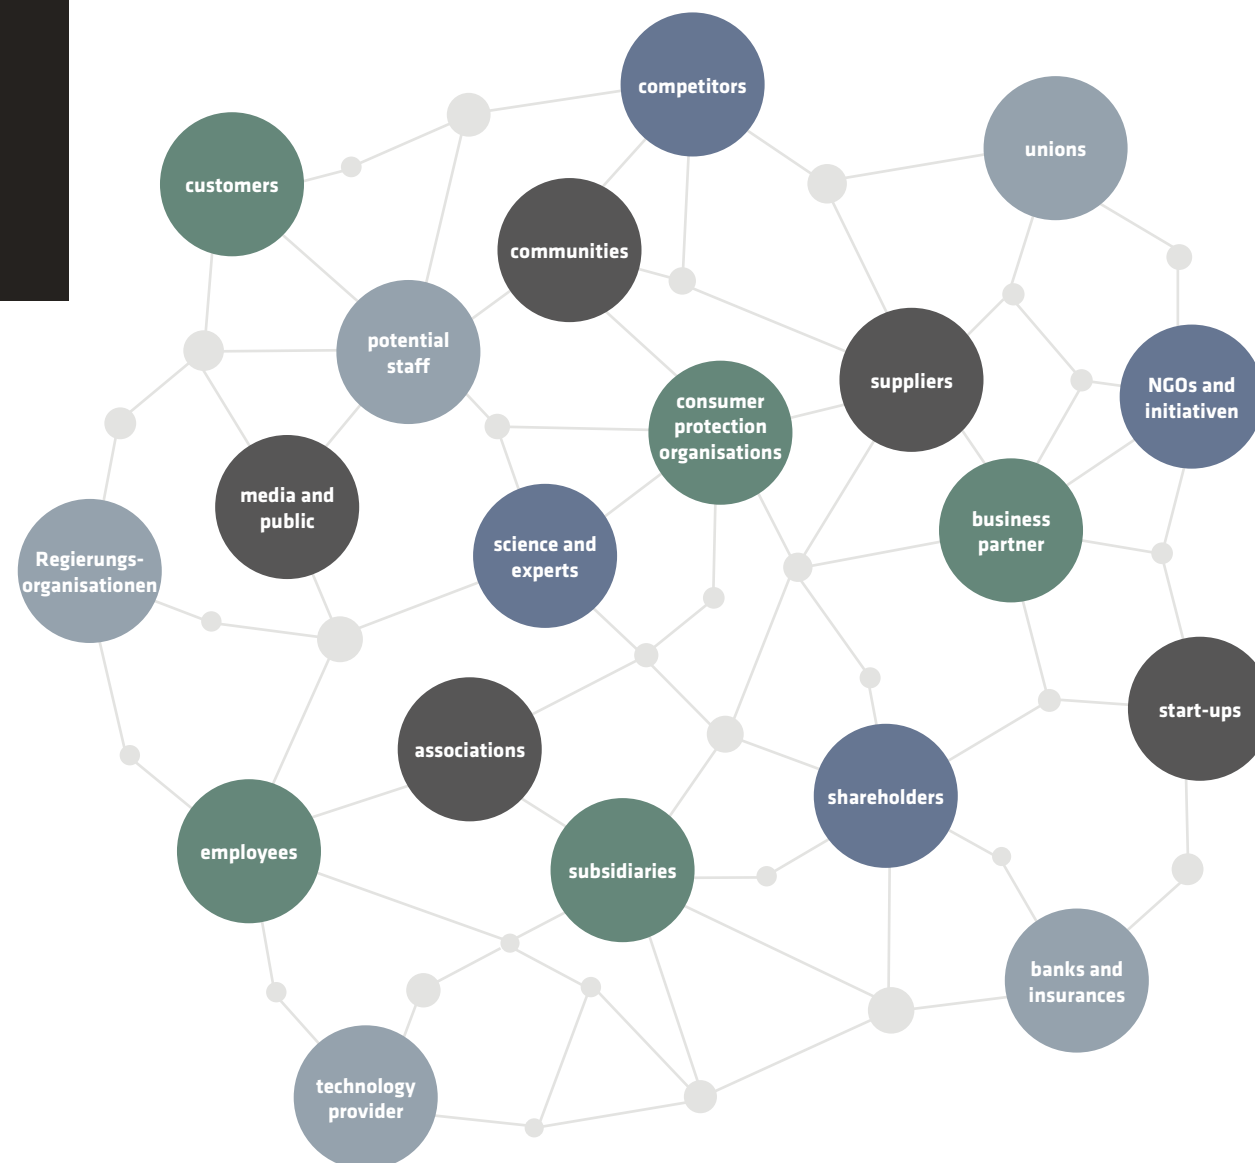 competitors
unions
customers
communities
potential
staff
suppliers
NGOs and
initiativen
consumer
protection
organisations
media and
public
business
partner
science and
experts
Regierungs-
organisationen
start-ups
associations
shareholders
employees
subsidiaries
banks and
insurances
technology
provider